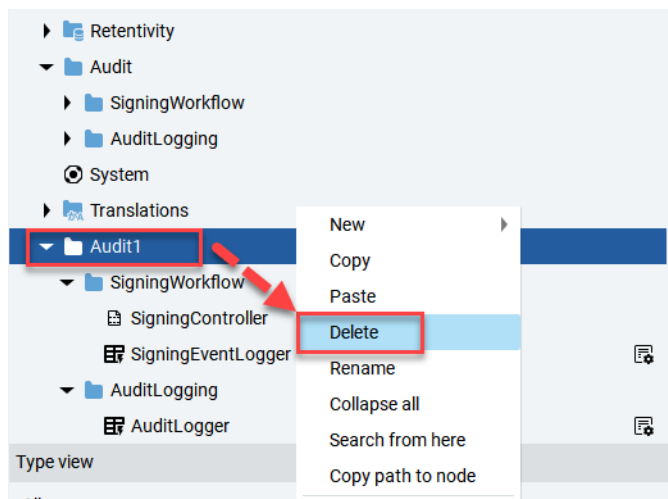 Retentivity
Audit
SigningWorkflow
AuditLogging
System
Translations
Audit1
SigningWorkflow
SigningController
SigningEventLogger
AuditLogging
AuditLogger
Type view
New
Copy
Paste
Delete
Rename
Collapse all
Search from here
Copy path to node